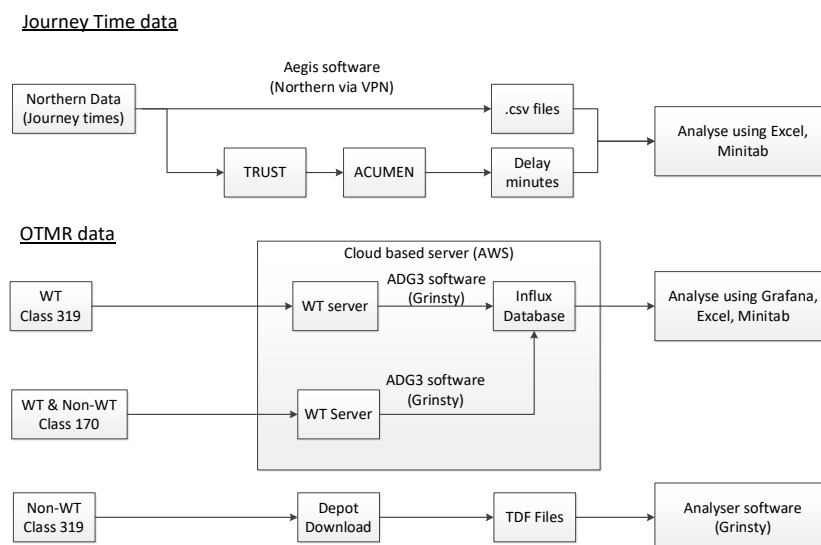 Journey Time data
Aegis software
(Northern via VPN)
Northern Data
(Journey times)
.csv files
Analyse using Excel,
Minitab
TRUST
ACUMEN
Delay
minutes
OTMR data
Cloud based server (AWS)
ADG3 software
(Grinsty)
WT
Class 319
WT server
Influx
Database
Analyse using Grafana,
Excel, Minitab
ADG3 software
(Grinsty)
WT & Non-WT
Class 170
WT Server
Non-WT
Class 319
Depot
Download
TDF Files
Analyser software
(Grinsty)